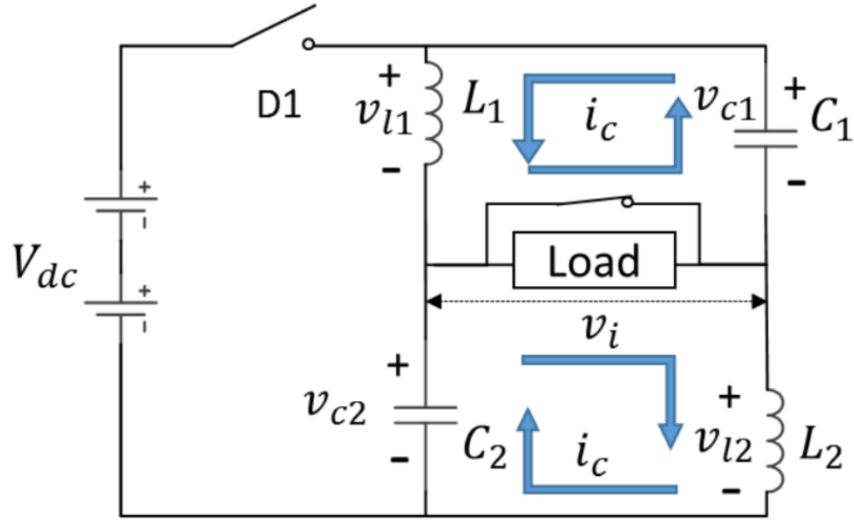 D1
+
v_{l1}
-
L_1
i_c
v_{c1}
+
C_1
-
+
-
V_{dc}
+
-
Load
v_i
+
v_{c2}
-
C_2
i_c
+
v_{l2}
-
L_2